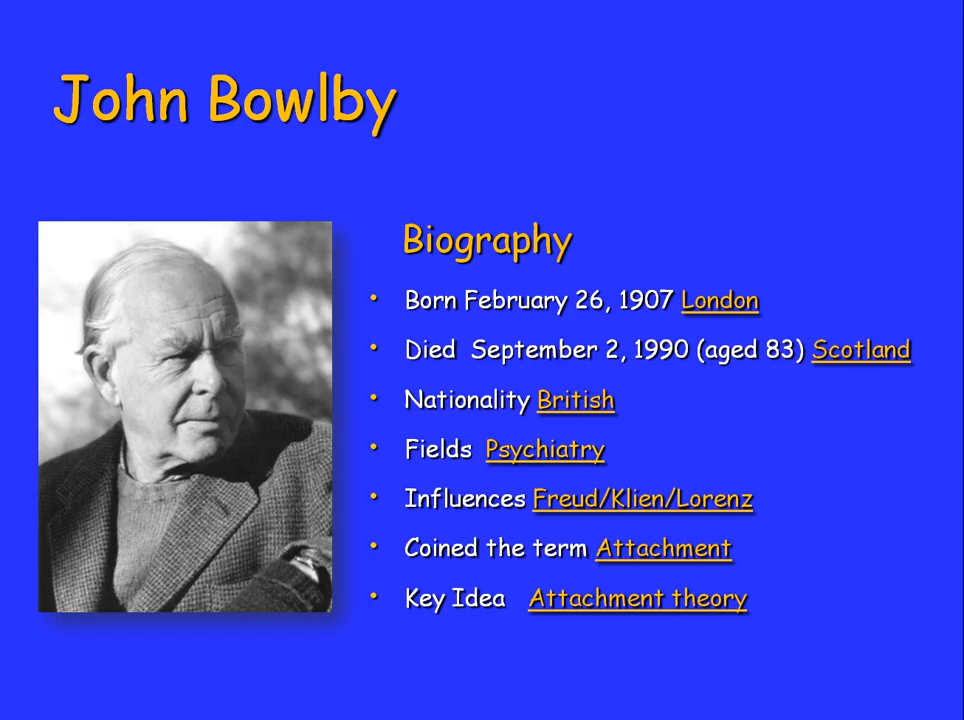 John Bowlby
Biography
• Born February 26, 1907 London
• Died September 2, 1990 (aged 83) Scotland
• Nationality British
• Fields Psychiatry
• Influences Freud/Klien/Lorenz
• Coined the term Attachment
• Key Idea Attachment theory